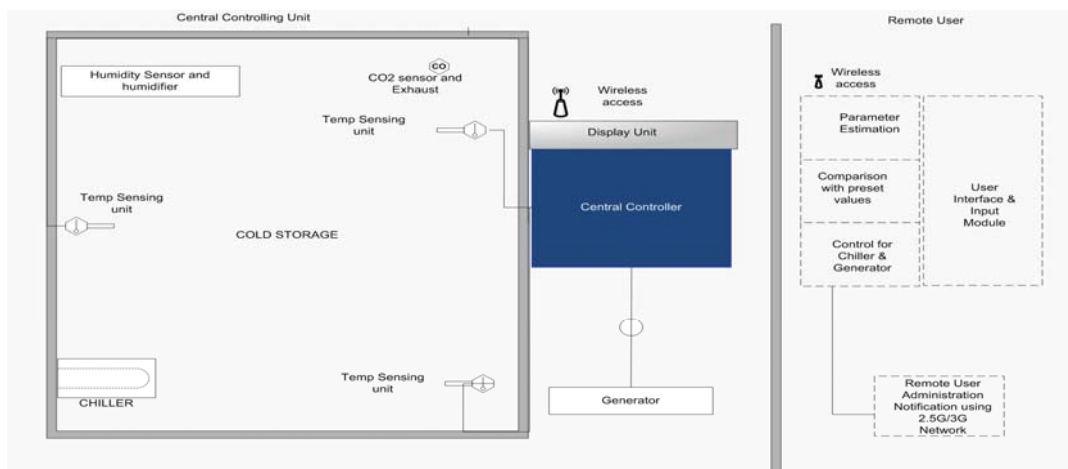 Central Controlling Unit
Remote User
Humidity Sensor and
humidifier
CO
CO2 sensor and
Exhaust
Wireless
access
Wireless
access
Temp Sensing
unit
Display Unit
Parameter
Estimation
Temp Sensing
unit
COLD STORAGE
Central Controller
Comparison
with preset
values
User
Interface &
Input
Module
Control for
Chiller &
Generator
CHILLER
Temp Sensing
unit
Generator
Remote User
Administration
Notification using
2.5G/3G
Network